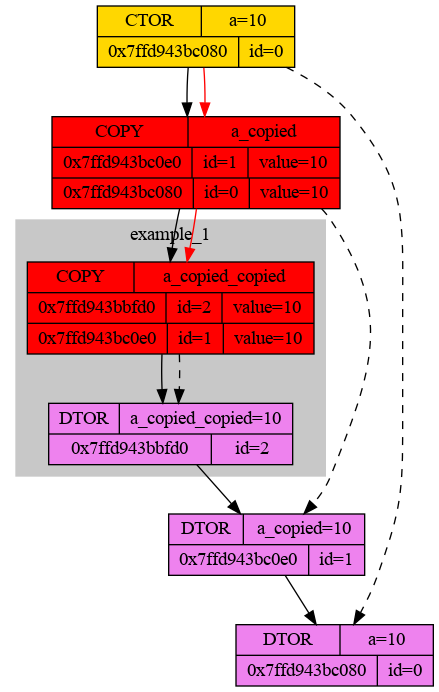 CTOR a=10
0x7ffd943bc080 id=0
COPY a_copied
0x7ffd943bc0e0 id=1 value=10
0x7ffd943bc080 id=0 value=10
example_1
COPY a_copied_copied
0x7ffd943bbfd0 id=2 value=10
0x7ffd943bc0e0 id=1 value=10
DTOR a_copied_copied=10
0x7ffd943bbfd0 id=2
DTOR a_copied=10
0x7ffd943bc0e0 id=1
DTOR a=10
0x7ffd943bc080 id=0